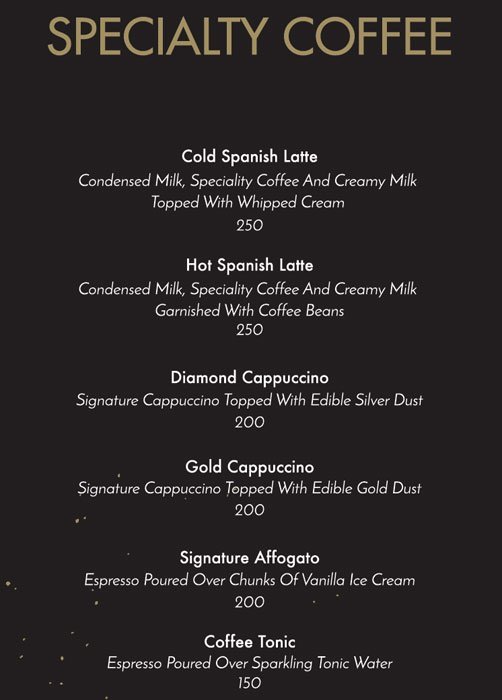 SPECIALTY COFFEE
Cold Spanish Latte
Condensed Milk, Speciality Coffee And Creamy Milk
Topped With Whipped Cream
250
Hot Spanish Latte
Condensed Milk, Speciality Coffee And Creamy Milk
Garnished With Coffee Beans
250
Diamond Cappuccino
Signature Cappuccino Topped With Edible Silver Dust
200
Gold Cappuccino
Signature Cappuccino Topped With Edible Gold Dust
200
Signature Affogato
Espresso Poured Over Chunks Of Vanilla Ice Cream
200
Coffee Tonic
Espresso Poured Over Sparkling Tonic Water
150